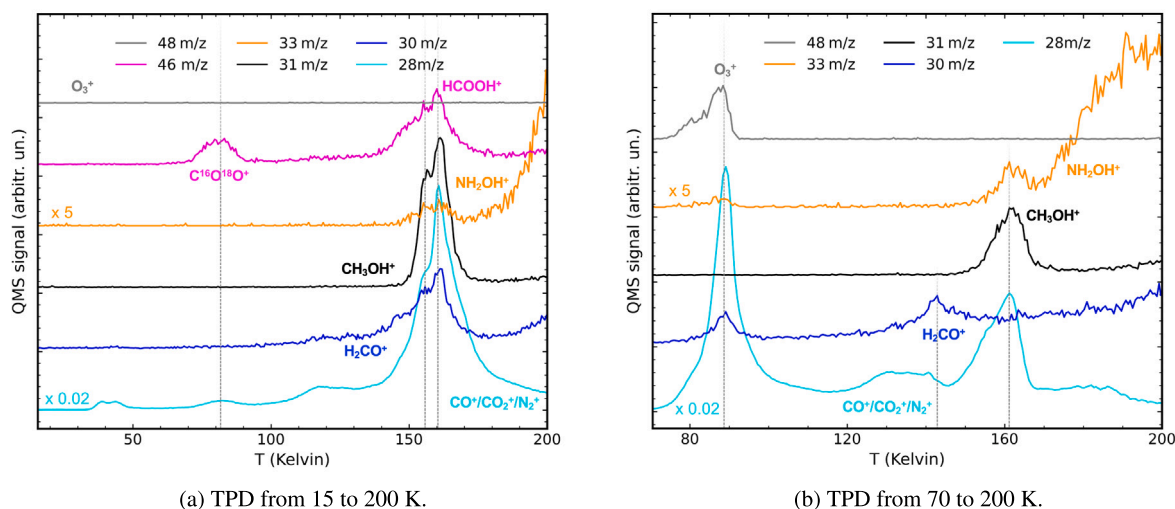 48 m/z
33 m/z
30 m/z
46 m/z
31 m/z
28m/z
O₃⁺
HCOOH⁺
C¹⁶O¹⁸O⁺
NH₂OH⁺
x 5
CH₃OH⁺
H₂CO⁺
x 0.02
CO⁺/CO₂⁺/N₂⁺
QMS signal (arbitr. un.)
50
100
150
200
T (Kelvin)
(a) TPD from 15 to 200 K.
48 m/z
31 m/z
28m/z
33 m/z
30 m/z
O₃⁺
NH₂OH⁺
x 5
CH₃OH⁺
H₂CO⁺
x 0.02
CO⁺/CO₂⁺/N₂⁺
QMS signal (arbitr. un.)
80
120
160
200
T (Kelvin)
(b) TPD from 70 to 200 K.